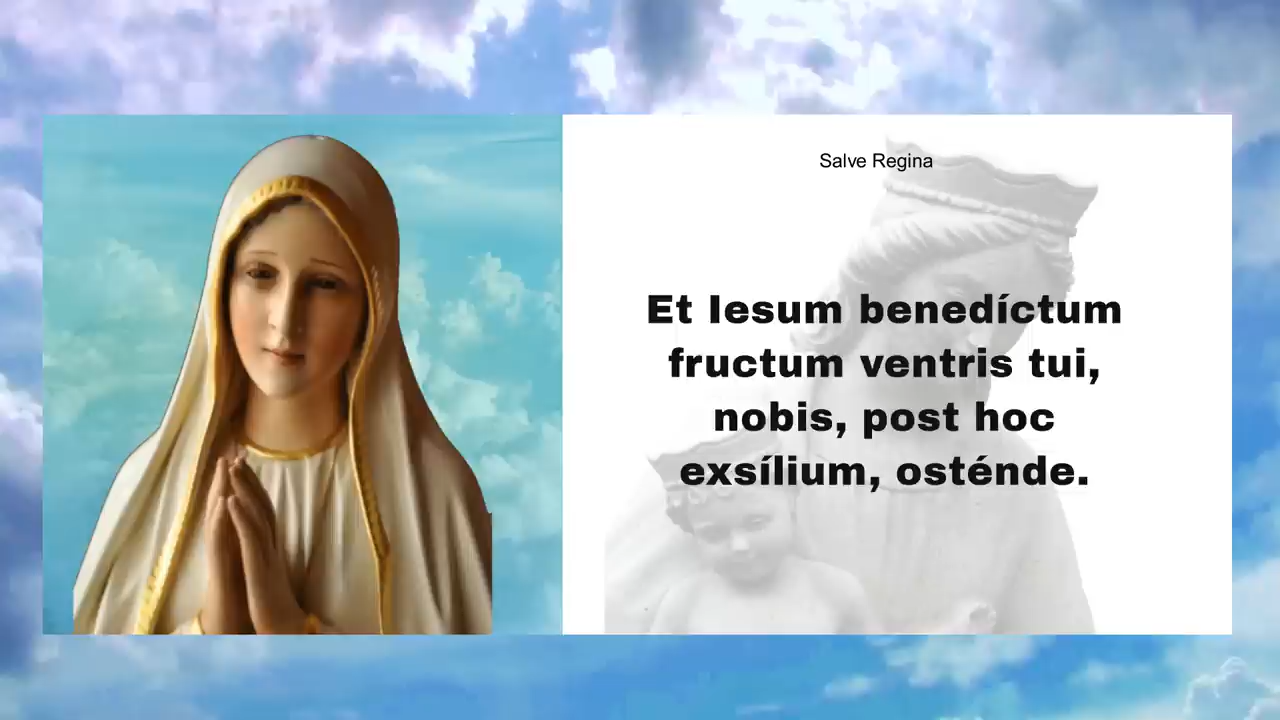 Salve Regina
Et Iesum benedíctum
fructum ventris tui,
nobis, post hoc
exsílium, osténde.